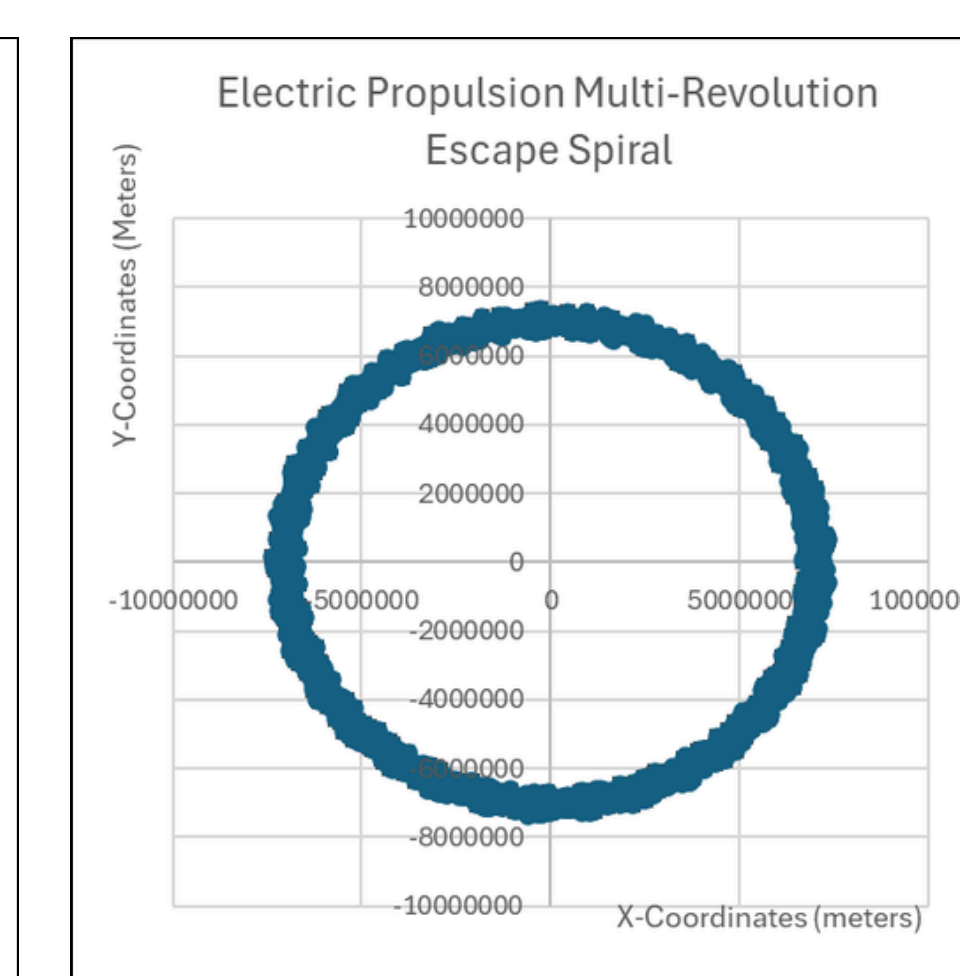 Electric Propulsion Multi-Revolution
Escape Spiral
Y-Coordinates (Meters)
10000000
8000000
6000000
4000000
2000000
0
-10000000 -5000000 0 5000000 100000
-2000000
-4000000
-6000000
-8000000
-10000000
X-Coordinates (meters)